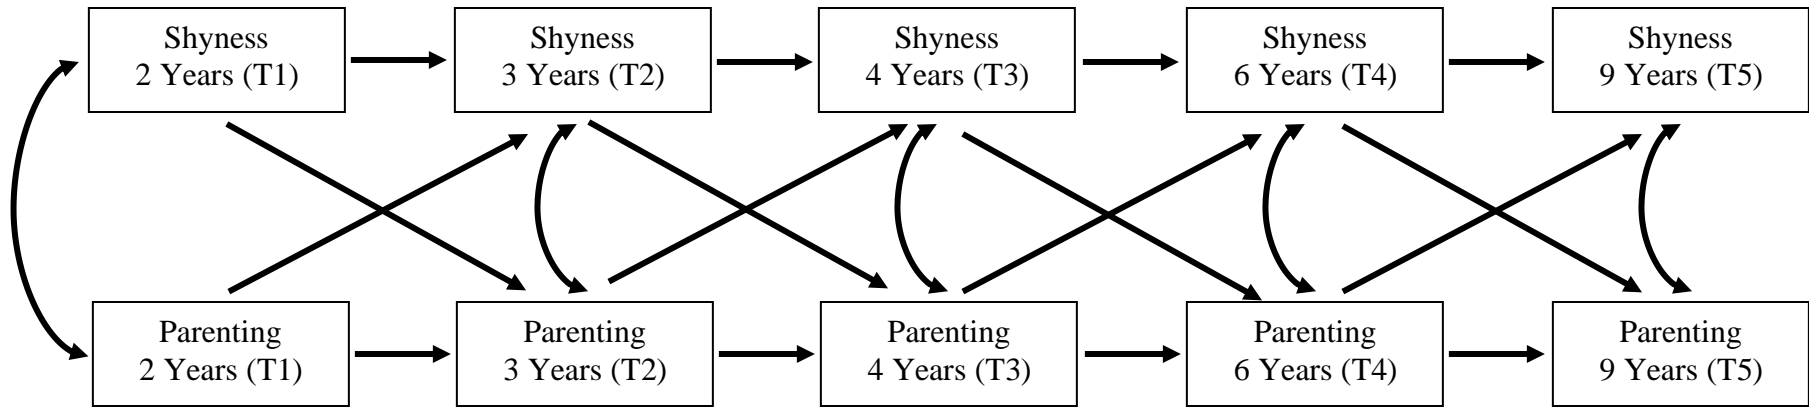 Shyness
2 Years (T1)
Shyness
3 Years (T2)
Shyness
4 Years (T3)
Shyness
6 Years (T4)
Shyness
9 Years (T5)
Parenting
2 Years (T1)
Parenting
3 Years (T2)
Parenting
4 Years (T3)
Parenting
6 Years (T4)
Parenting
9 Years (T5)